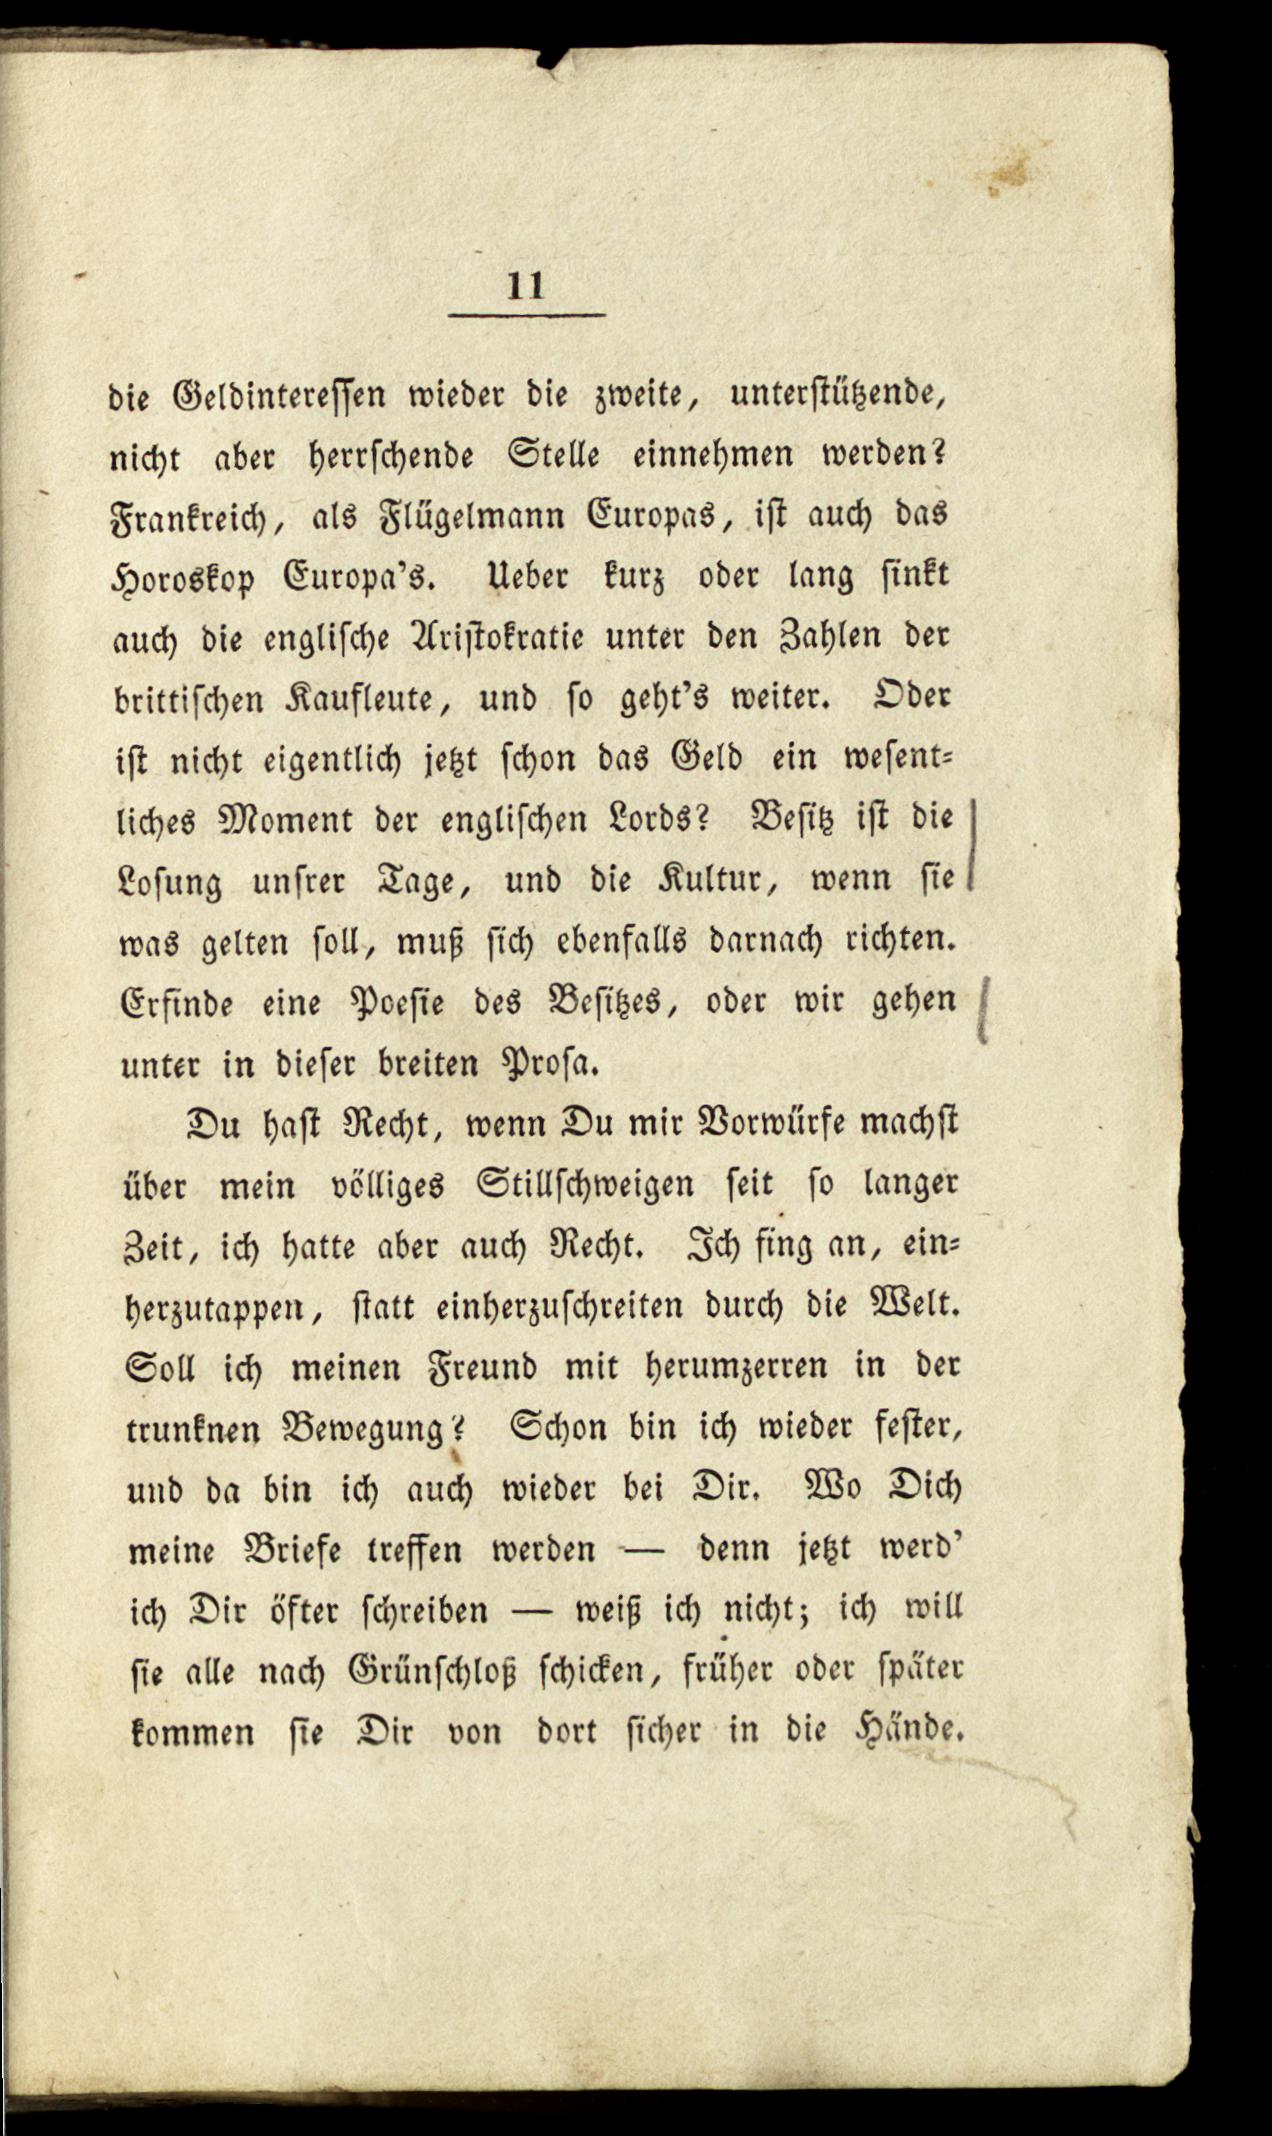 11
die Geldintereſſen wieder die zweite, unterſtützende,
nicht aber herrſchende Stelle einnehmen werden?
Frankreich, als Flügelmann Europas, iſt auch das
Horoskop Europa’s. Ueber kurz oder lang ſinkt
auch die engliſche Ariſtokratie unter den Zahlen der
brittiſchen Kaufleute, und ſo geht’s weiter. Oder
iſt nicht eigentlich jetzt ſchon das Geld ein weſent⸗
liches Moment der engliſchen Lords? Beſitz iſt die
Loſung unſrer Tage, und die Kultur, wenn ſie
was gelten ſoll, muß ſich ebenfalls darnach richten.
Erfinde eine Poeſie des Beſitzes, oder wir gehen
unter in dieſer breiten Proſa.
Du haſt Recht, wenn Du mir Vorwürfe machſt
über mein völliges Stillſchweigen ſeit ſo langer
Zeit, ich hatte aber auch Recht. Ich fing an, ein⸗
herzutappen, ſtatt einherzuſchreiten durch die Welt.
Soll ich meinen Freund mit herumzerren in der
trunknen Bewegung? Schon bin ich wieder feſter,
und da bin ich auch wieder bei Dir. Wo Dich
meine Briefe treffen werden — denn jetzt werd’
ich Dir öfter ſchreiben — weiß ich nicht; ich will
ſie alle nach Grünſchloß ſchicken, früher oder ſpäter
kommen ſie Dir von dort ſicher in die Hände.